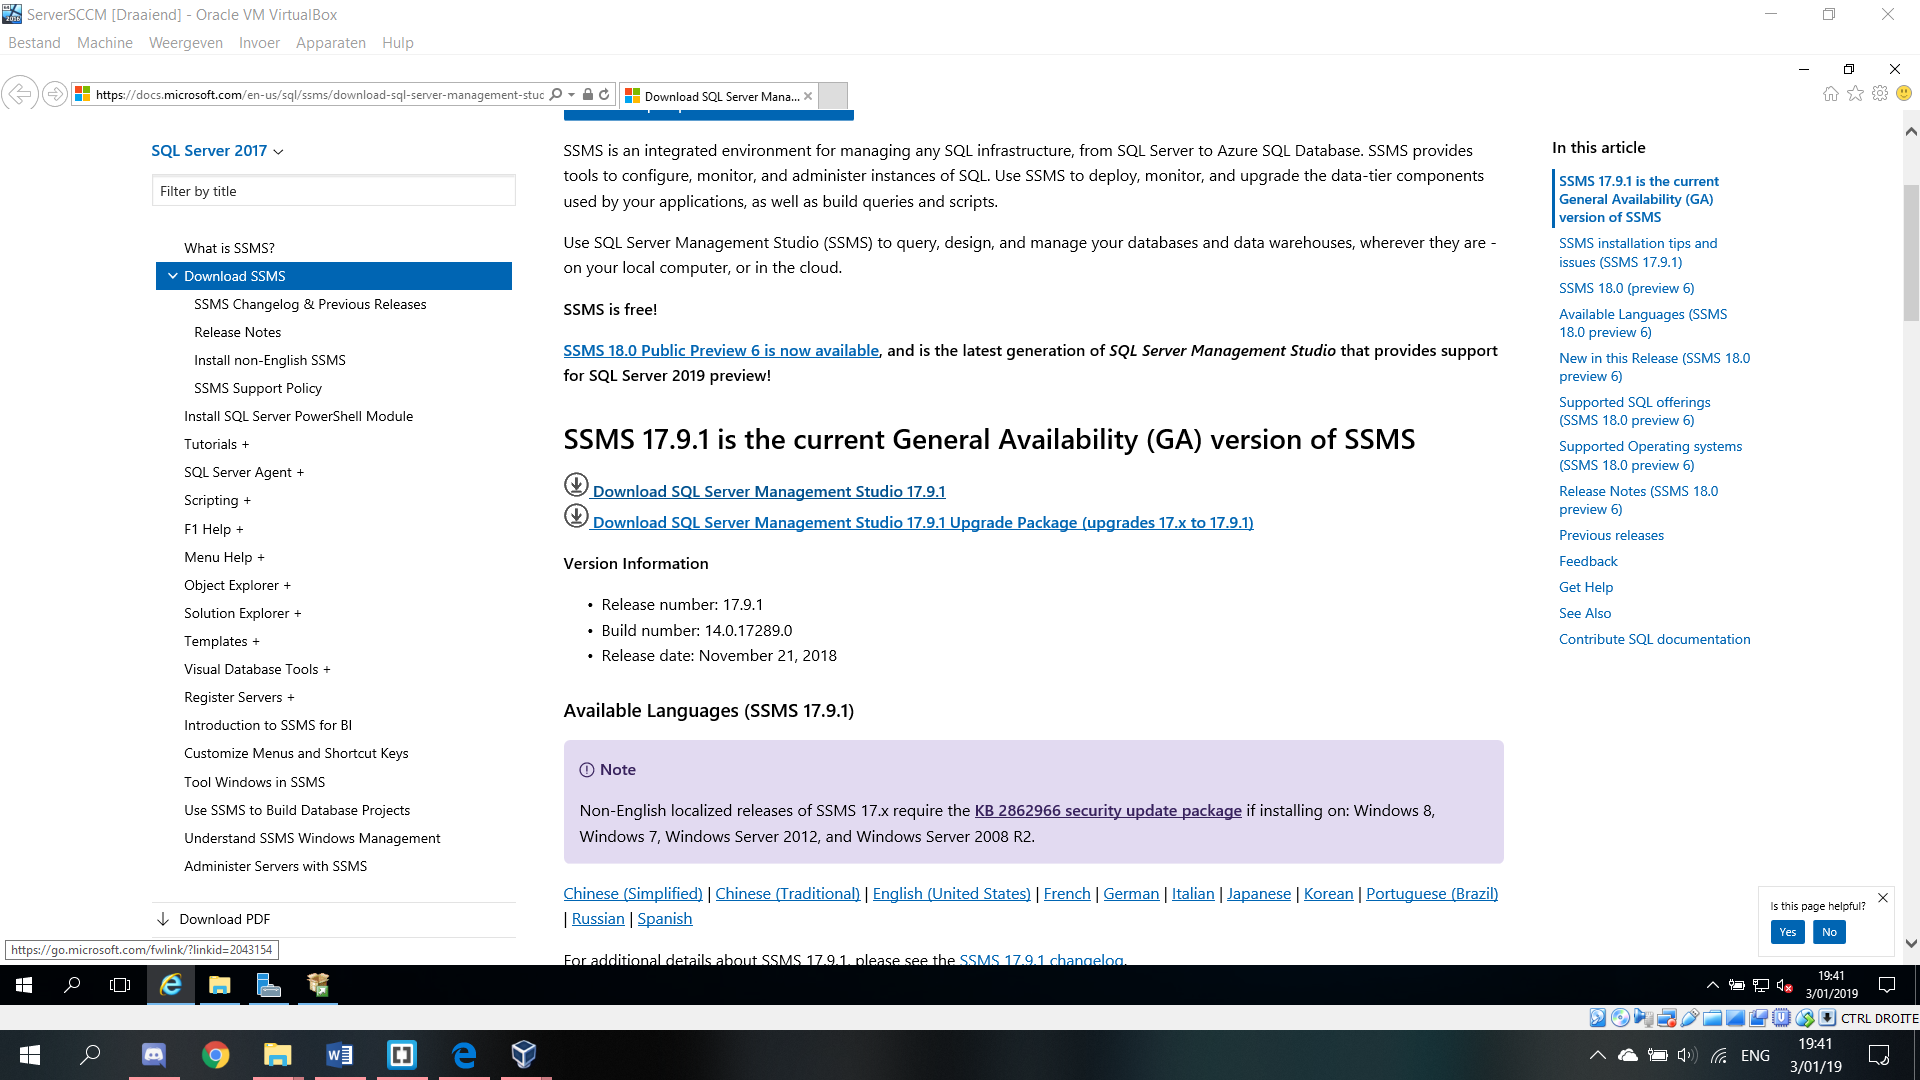 ServerSCCM [Draaiend] - Oracle VM VirtualBox
Bestand Machine Weergeven Invoer Apparaten Hulp
https://docs.microsoft.com/en-us/sql/ssms/download-sql-server-management-stuc
Download SQL Server Mana...
SQL Server 2017
Filter by title
What is SSMS?
Download SSMS
SSMS Changelog & Previous Releases
Release Notes
Install non-English SSMS
SSMS Support Policy
Install SQL Server PowerShell Module
Tutorials +
SQL Server Agent +
Scripting +
F1 Help +
Menu Help +
Object Explorer +
Solution Explorer +
Templates +
Visual Database Tools +
Register Servers +
Introduction to SSMS for BI
Customize Menus and Shortcut Keys
Tool Windows in SSMS
Use SSMS to Build Database Projects
Understand SSMS Windows Management
Administer Servers with SSMS
Download PDF
https://go.microsoft.com/fwlink/?linkid=2043154
SSMS is an integrated environment for managing any SQL infrastructure, from SQL Server to Azure SQL Database. SSMS provides
tools to configure, monitor, and administer instances of SQL. Use SSMS to deploy, monitor, and upgrade the data-tier components
used by your applications, as well as build queries and scripts.
Use SQL Server Management Studio (SSMS) to query, design, and manage your databases and data warehouses, wherever they are -
on your local computer, or in the cloud.
SSMS is free!
SSMS 18.0 Public Preview 6 is now available, and is the latest generation of SQL Server Management Studio that provides support
for SQL Server 2019 preview!
SSMS 17.9.1 is the current General Availability (GA) version of SSMS
Download SQL Server Management Studio 17.9.1
Download SQL Server Management Studio 17.9.1 Upgrade Package (upgrades 17.x to 17.9.1)
Version Information
• Release number: 17.9.1
• Build number: 14.0.17289.0
• Release date: November 21, 2018
Available Languages (SSMS 17.9.1)
Note
Non-English localized releases of SSMS 17.x require the KB 2862966 security update package if installing on: Windows 8,
Windows 7, Windows Server 2012, and Windows Server 2008 R2.
Chinese (Simplified) | Chinese (Traditional) | English (United States) | French | German | Italian | Japanese | Korean | Portuguese (Brazil)
| Russian | Spanish
For additional details about SSMS 17.9.1, please see the SSMS 17.9.1 changelog.
In this article
SSMS 17.9.1 is the current
General Availability (GA)
version of SSMS
SSMS installation tips and
issues (SSMS 17.9.1)
SSMS 18.0 (preview 6)
Available Languages (SSMS
18.0 preview 6)
New in this Release (SSMS 18.0
preview 6)
Supported SQL offerings
(SSMS 18.0 preview 6)
Supported Operating systems
(SSMS 18.0 preview 6)
Release Notes (SSMS 18.0
preview 6)
Previous releases
Feedback
Get Help
See Also
Contribute SQL documentation
Is this page helpful?
Yes No
19:41
3/01/2019
CTRL DROITE
ENG
19:41
3/01/19